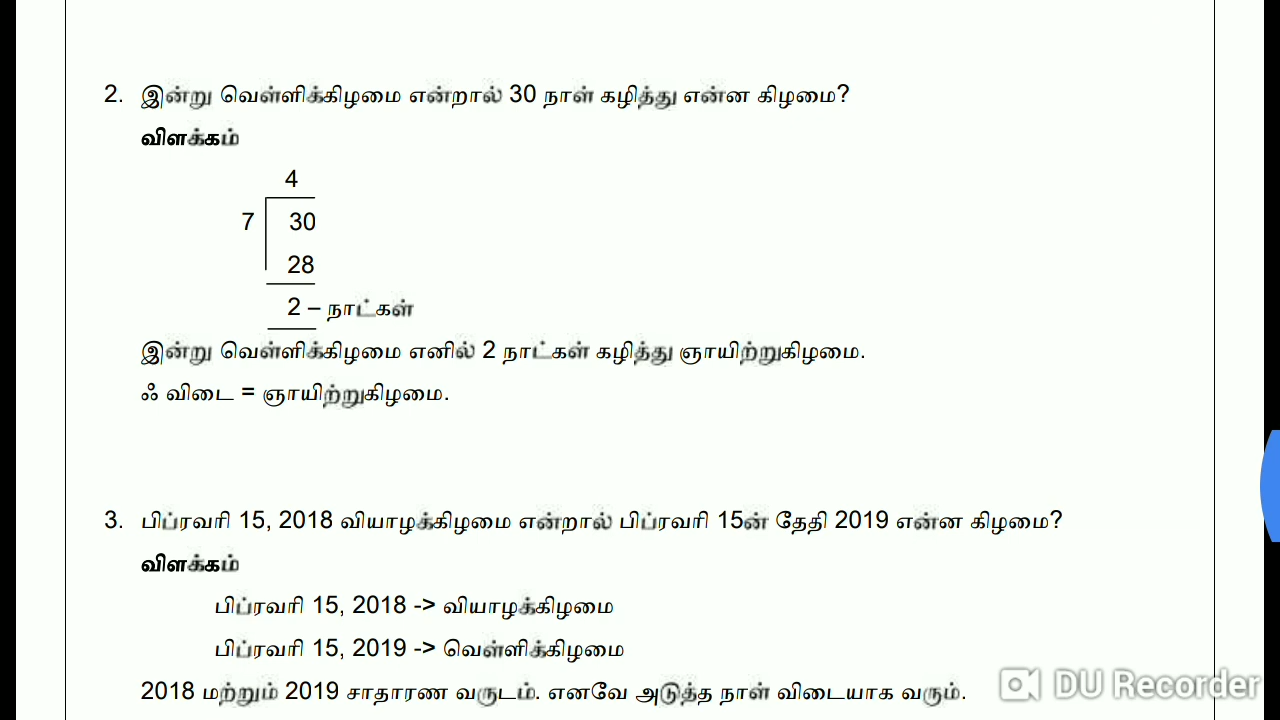 2. இன்று வெள்ளிக்கிழமை என்றால் 30 நாள் கழித்து என்ன கிழமை?
விளக்கம்
4
7 30
28
2 – நாட்கள்
இன்று வெள்ளிக்கிழமை எனில் 2 நாட்கள் கழித்து ஞாயிற்றுகிழமை.
ஃ விடை = ஞாயிற்றுகிழமை.
3. பிப்ரவரி 15, 2018 வியாழக்கிழமை என்றால் பிப்ரவரி 15ன் தேதி 2019 என்ன கிழமை?
விளக்கம்
பிப்ரவரி 15, 2018 -> வியாழக்கிழமை
பிப்ரவரி 15, 2019 -> வெள்ளிக்கிழமை
2018 மற்றும் 2019 சாதாரண வருடம். எனவே அடுத்த நாள் விடையாக வரும்.
DU Recorder